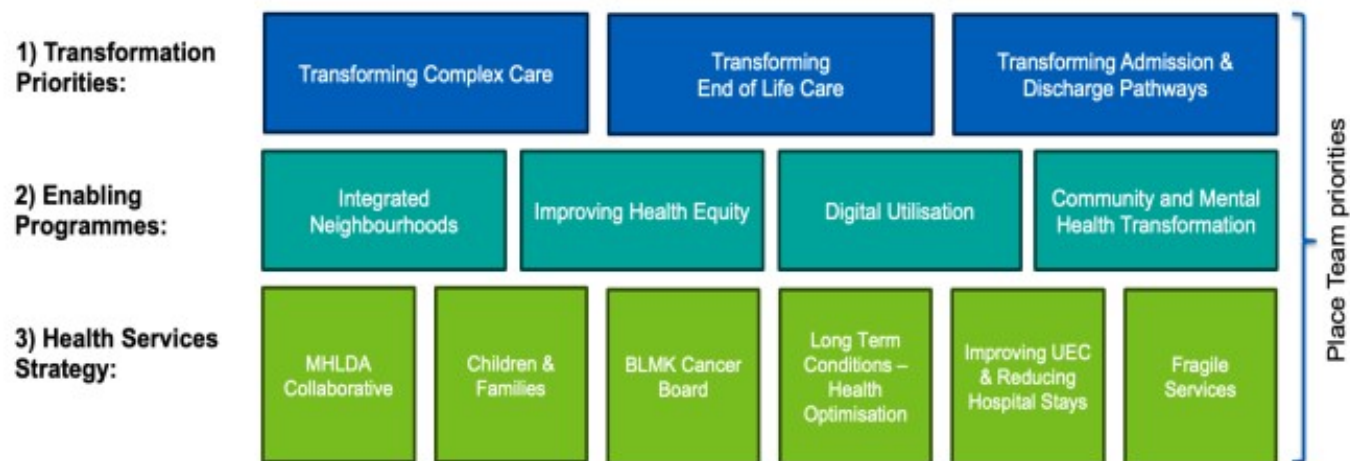 1) Transformation
Priorities:
Transforming Complex Care
Transforming
End of Life Care
Transforming Admission &
Discharge Pathways
2) Enabling
Programmes:
Integrated
Neighbourhoods
Improving Health Equity
Digital Utilisation
Community and Mental
Health Transformation
3) Health Services
Strategy:
MHLDA
Collaborative
Children &
Families
BLMK Cancer
Board
Long Term
Conditions –
Health
Optimisation
Improving UEC
& Reducing
Hospital Stays
Fragile
Services
Place Team priorities